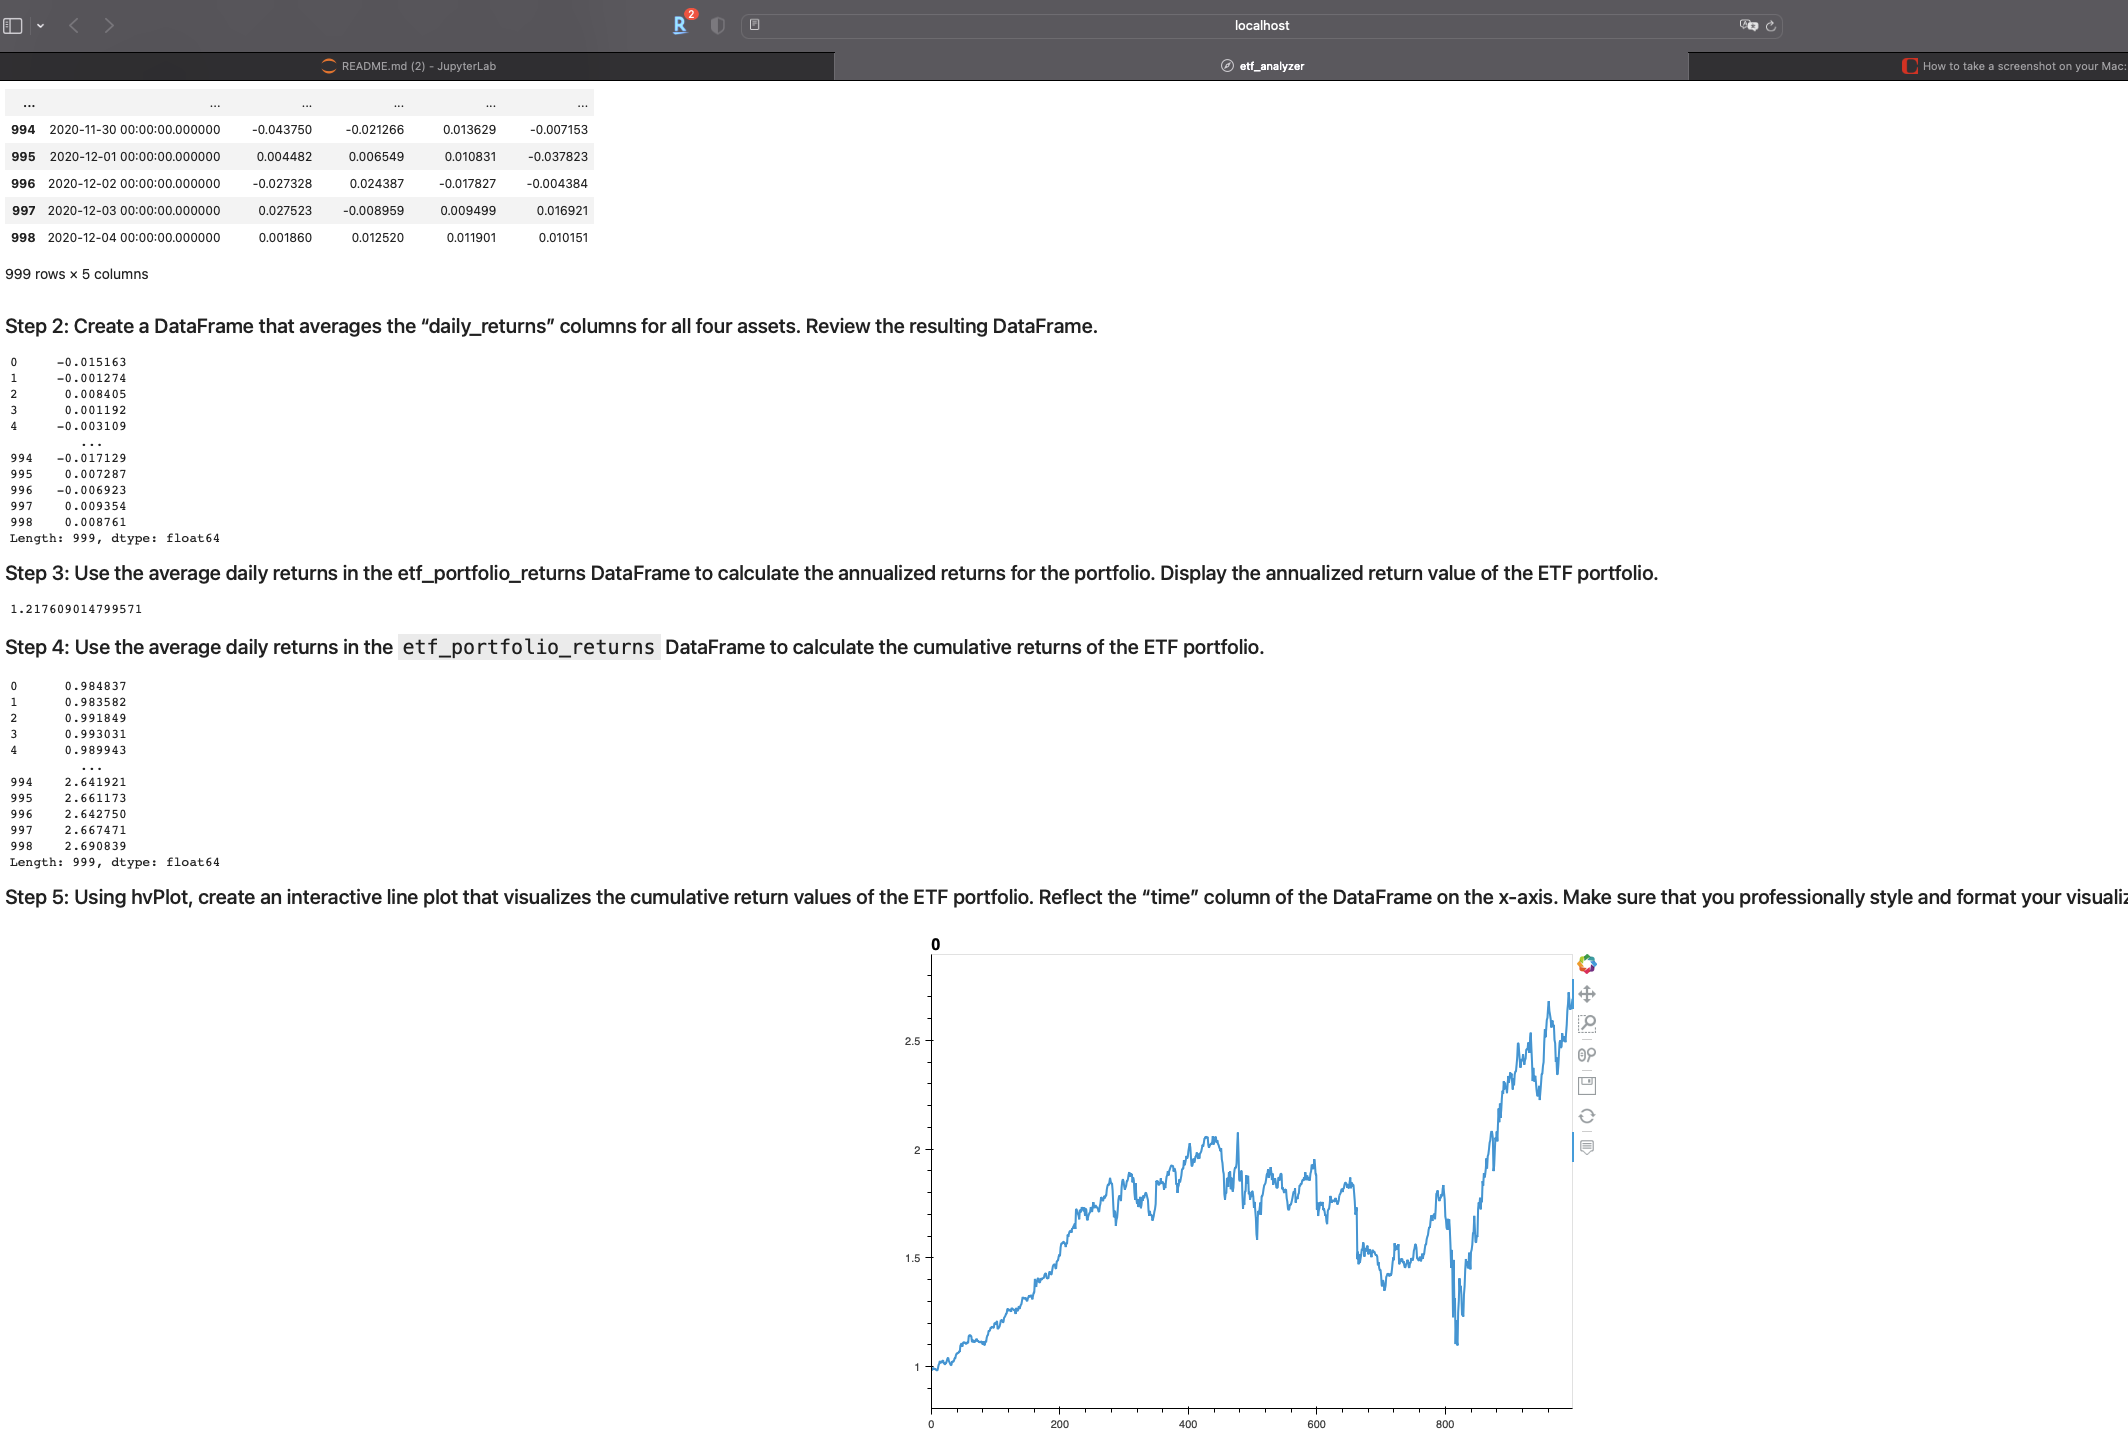 2
localhost
README.md (2) - JupyterLab
etf_analyzer
How to take a screenshot on your Mac:
... ... ... ... ... ...
994 2020-11-30 00:00:00.000000 -0.043750 -0.021266 0.013629 -0.007153
995 2020-12-01 00:00:00.000000 0.004482 0.006549 0.010831 -0.037823
996 2020-12-02 00:00:00.000000 -0.027328 0.024387 -0.017827 -0.004384
997 2020-12-03 00:00:00.000000 0.027523 -0.008959 0.009499 0.016921
998 2020-12-04 00:00:00.000000 0.001860 0.012520 0.011901 0.010151
999 rows × 5 columns
Step 2: Create a DataFrame that averages the “daily_returns” columns for all four assets. Review the resulting DataFrame.
0 -0.015163
1 -0.001274
2 0.008405
3 0.001192
4 -0.003109
...
994 -0.017129
995 0.007287
996 -0.006923
997 0.009354
998 0.008761
Length: 999, dtype: float64
Step 3: Use the average daily returns in the etf_portfolio_returns DataFrame to calculate the annualized returns for the portfolio. Display the annualized return value of the ETF portfolio.
1.217609014799571
Step 4: Use the average daily returns in the etf_portfolio_returns DataFrame to calculate the cumulative returns of the ETF portfolio.
0 0.984837
1 0.983582
2 0.991849
3 0.993031
4 0.989943
...
994 2.641921
995 2.661173
996 2.642750
997 2.667471
998 2.690839
Length: 999, dtype: float64
Step 5: Using hvPlot, create an interactive line plot that visualizes the cumulative return values of the ETF portfolio. Reflect the “time” column of the DataFrame on the x-axis. Make sure that you professionally style and format your visualiz
0
2.5
2
1.5
1
0 200 400 600 800